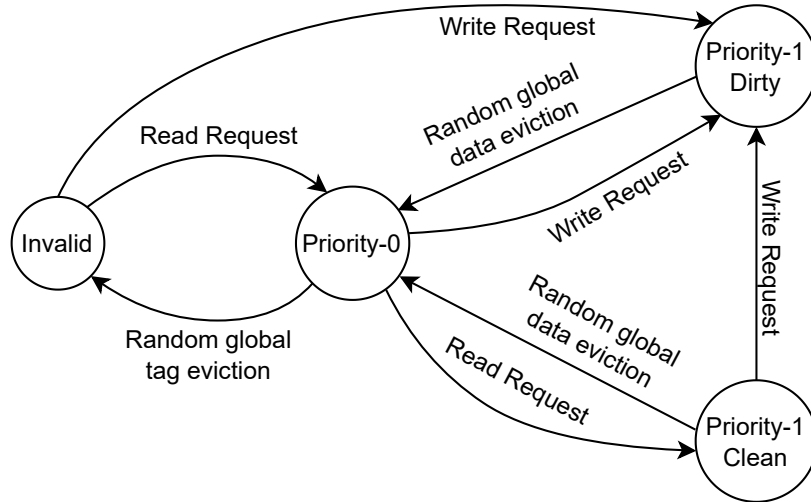 Write Request
Priority-1
Dirty
Random global
data eviction
Read Request
Write Request
Invalid
Priority-0
Write Request
Random global
data eviction
Random global
tag eviction
Read Request
Priority-1
Clean